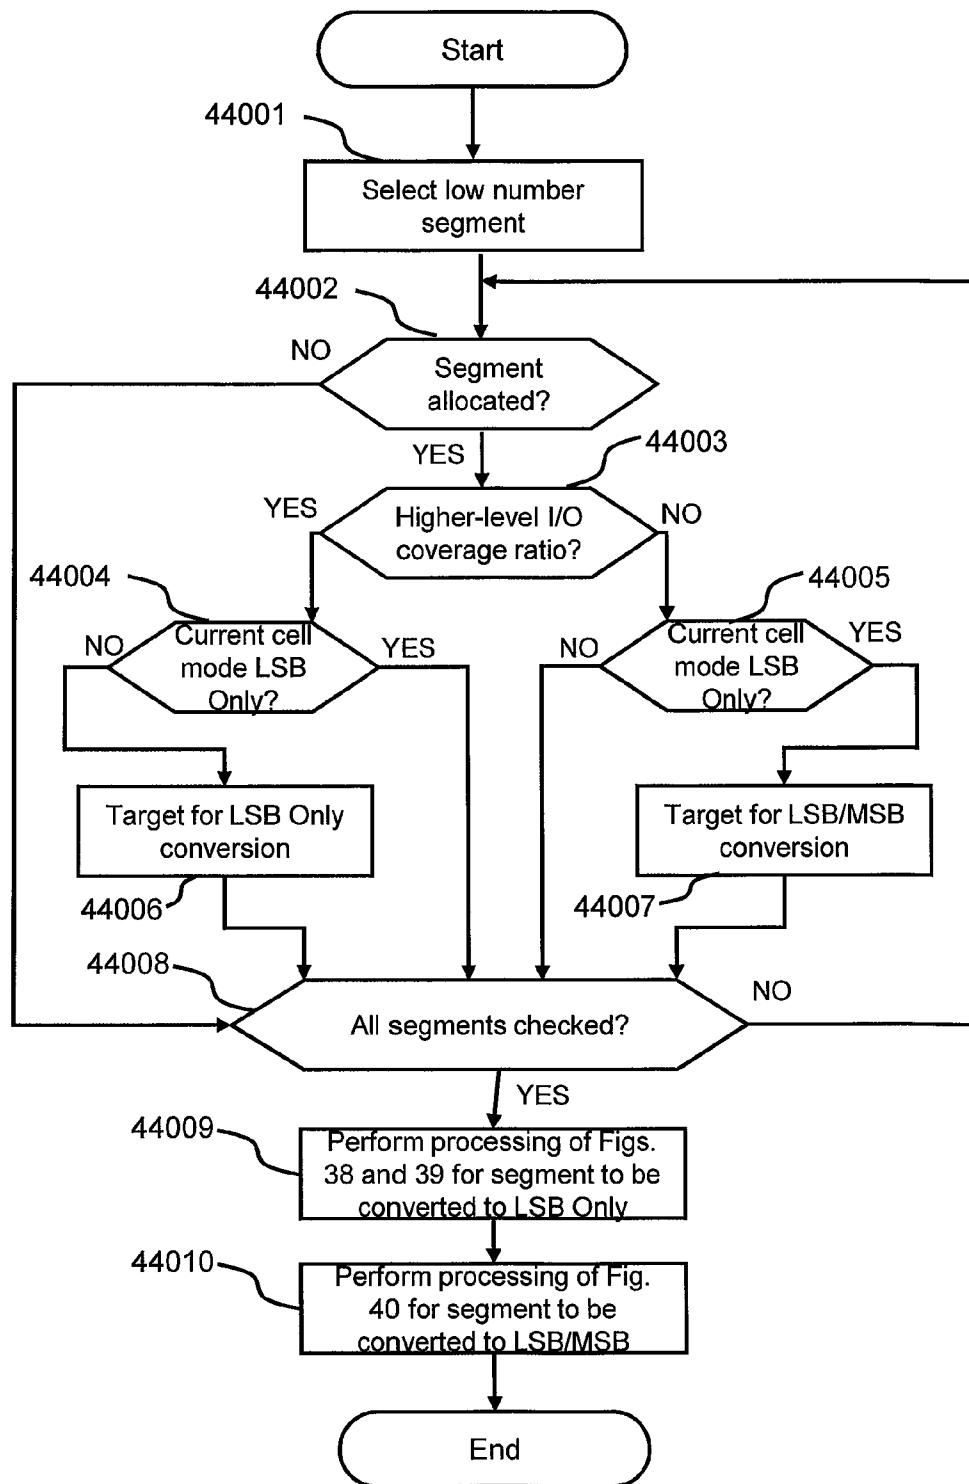 Start
44001
Select low number
segment
44002
NO
Segment
allocated?
YES
44003
YES
Higher-level I/O
coverage ratio?
NO
44004
44005
NO
Current cell
mode LSB
Only?
YES
NO
Current cell
mode LSB
Only?
YES
Target for LSB Only
conversion
Target for LSB/MSB
conversion
44006
44007
44008
NO
All segments checked?
YES
44009
Perform processing of Figs.
38 and 39 for segment to be
converted to LSB Only
44010
Perform processing of Fig.
40 for segment to be
converted to LSB/MSB
End